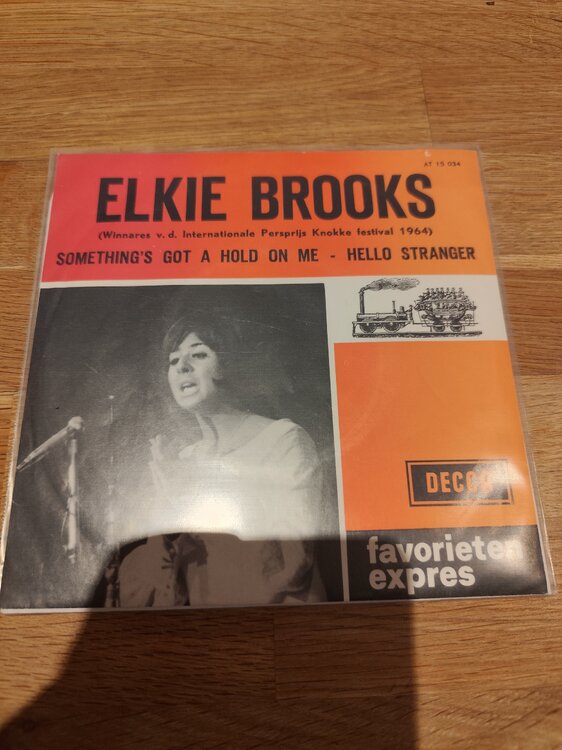 AT 15 034
ELKIE BROOKS
(Winnares v.d. Internationale Persprijs Knokke festival 1964)
SOMETHING'S GOT A HOLD ON ME - HELLO STRANGER
DECCA
favorieten
expres